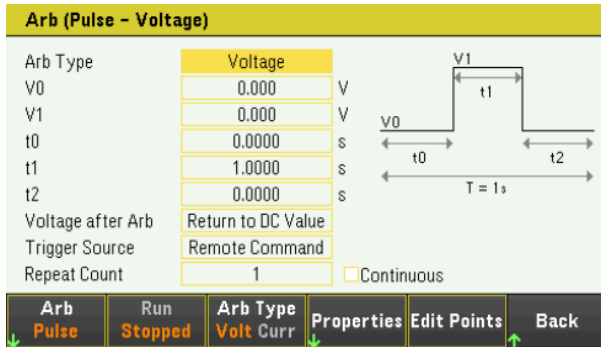 Arb (Pulse - Voltage)
Arb Type Voltage
V0 0.000 V
V1 0.000 V
t0 0.0000 s
t1 1.0000 s
t2 0.0000 s
Voltage after Arb Return to DC Value
Trigger Source Remote Command
Repeat Count 1 Continuous
V1
t1
V0
t0 t2
T = 1s
Arb Run Arb Type Properties Edit Points Back
Pulse Stopped Volt Curr